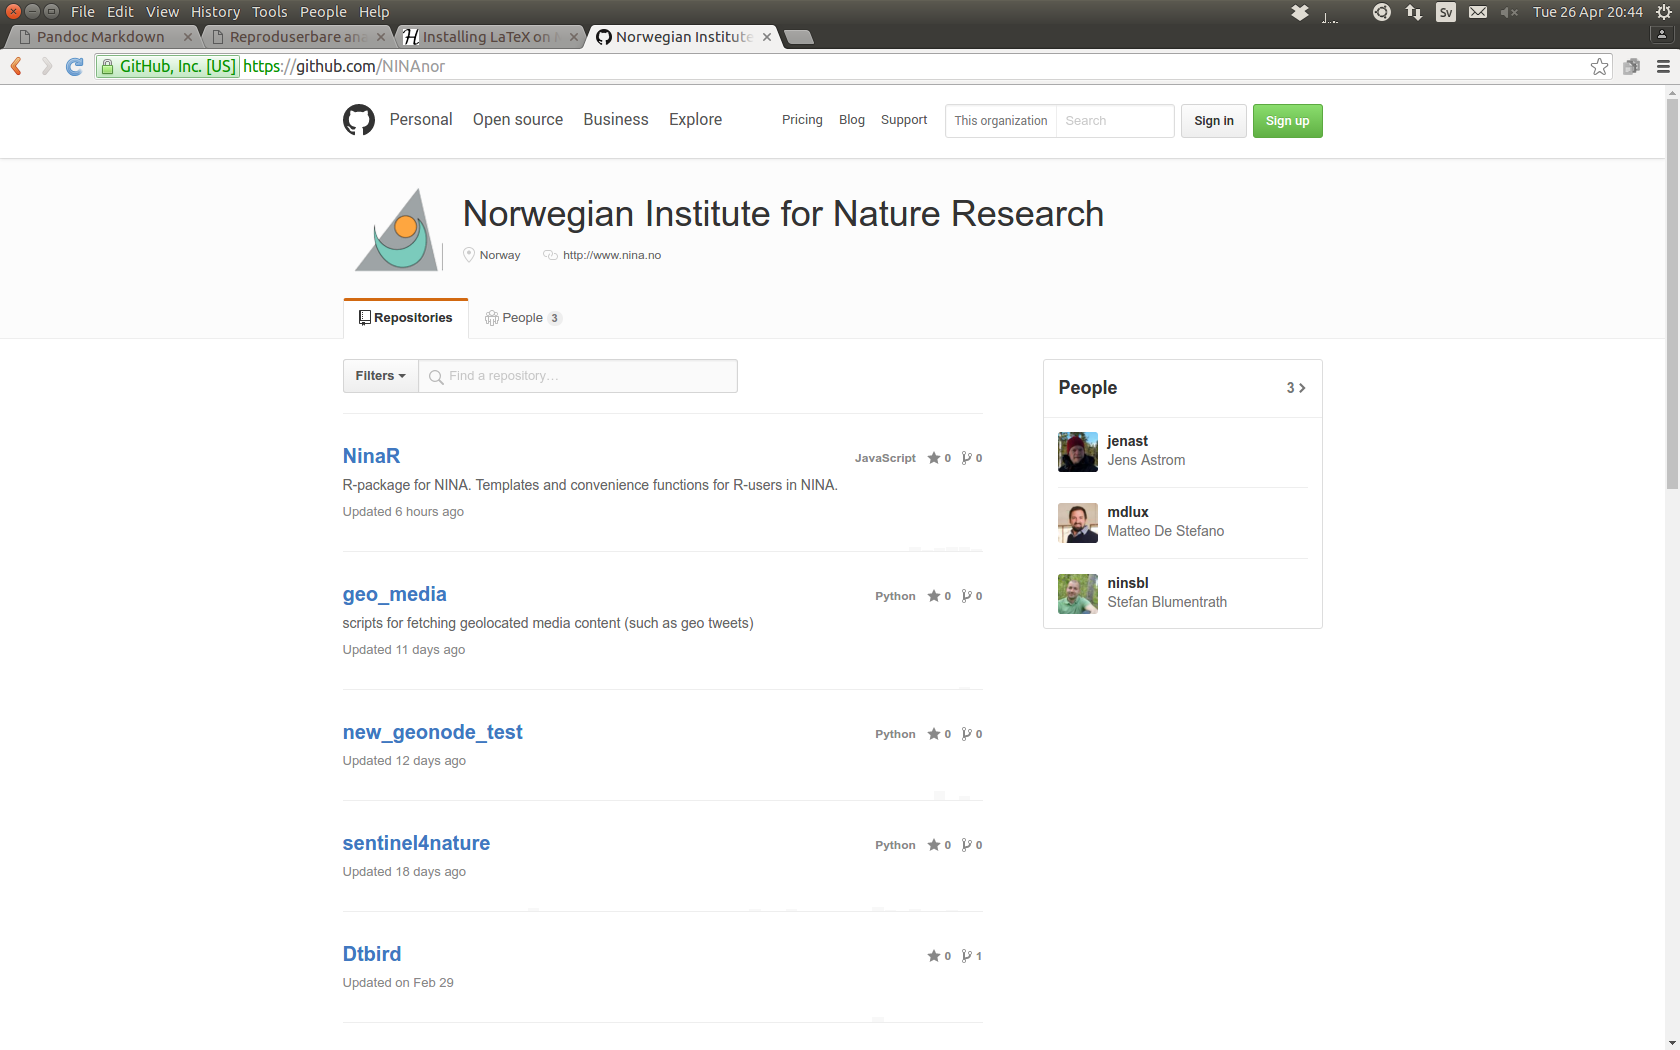 File Edit View History Tools People Help
Sv Tue 26 Apr 20:44
Pandoc Markdown
Reproduserbare ana
Installing LaTeX on
Norwegian Institute
GitHub, Inc. [US] https://github.com/NINAnor
Personal Open source Business Explore Pricing Blog Support This organization Search Sign in Sign up
Norwegian Institute for Nature Research
Norway http://www.nina.no
Repositories People 3
Filters Find a repository…
NinaR JavaScript 0 0
R-package for NINA. Templates and convenience functions for R-users in NINA.
Updated 6 hours ago
geo_media Python 0 0
scripts for fetching geolocated media content (such as geo tweets)
Updated 11 days ago
new_geonode_test Python 0 0
Updated 12 days ago
sentinel4nature Python 0 0
Updated 18 days ago
Dtbird 0 1
Updated on Feb 29
People 3
jenast
Jens Astrom
mdlux
Matteo De Stefano
ninsbl
Stefan Blumentrath